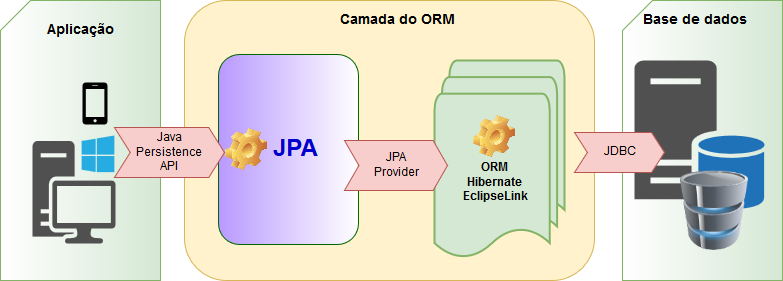 Aplicação
Camada do ORM
Base de dados
Java
Persistence
API
JPA
JPA
Provider
ORM
Hibernate
EclipseLink
JDBC